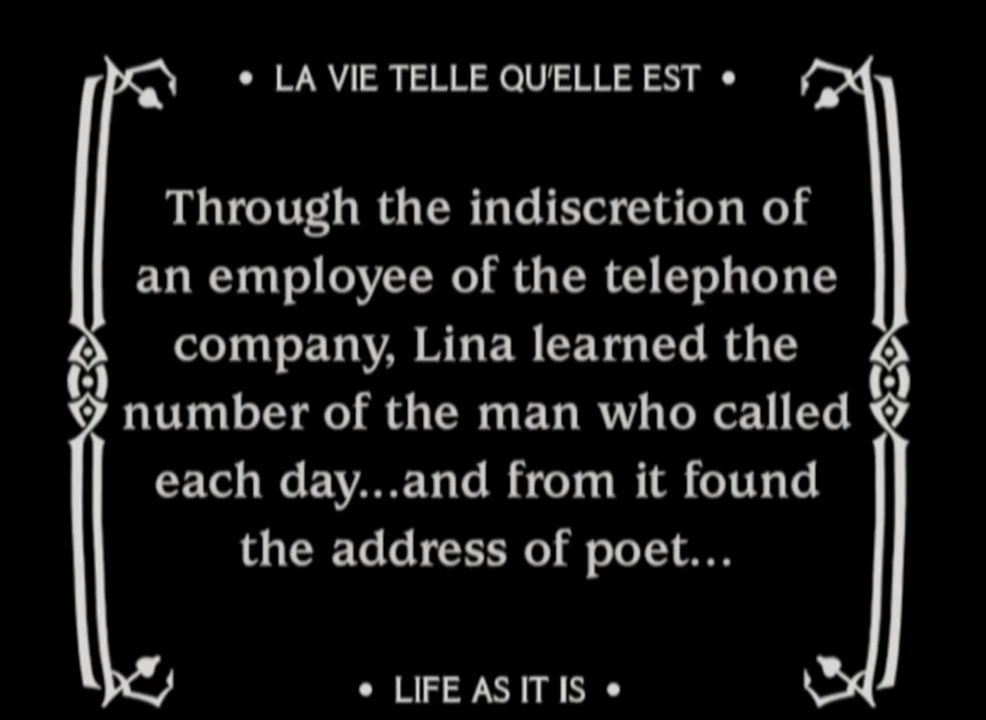 • LA VIE TELLE QU'ELLE EST •
Through the indiscretion of
an employee of the telephone
company, Lina learned the
number of the man who called
each day...and from it found
the address of poet...
• LIFE AS IT IS •